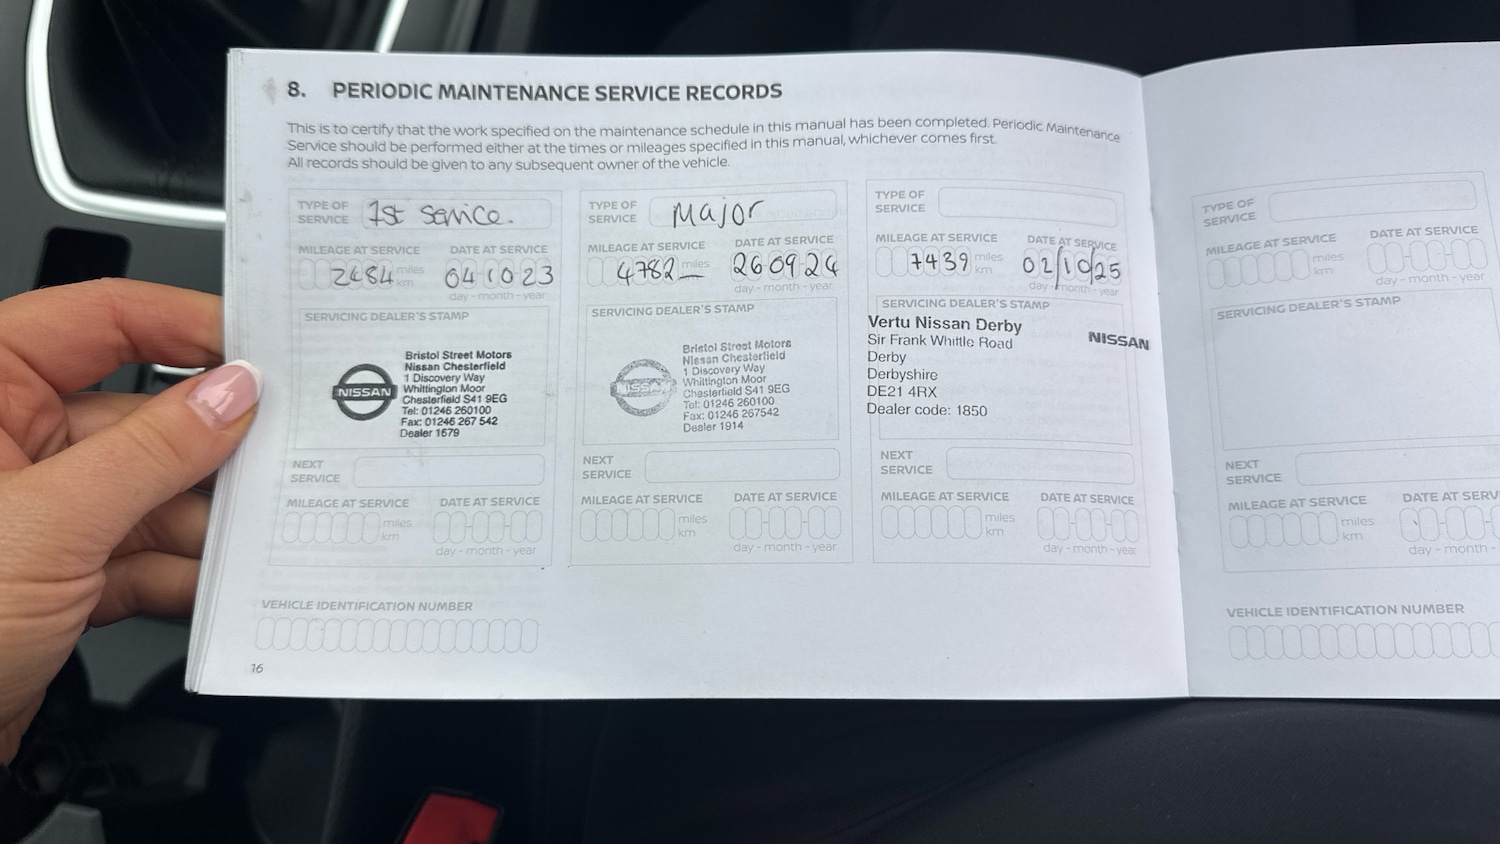 8. PERIODIC MAINTENANCE SERVICE RECORDS
This is to certify that the work specified on the maintenance schedule in this manual has been completed. Periodic Maintenance
Service should be performed either at the times or mileages specified in this manual, whichever comes first.
All records should be given to any subsequent owner of the vehicle.
TYPE OF
SERVICE
1st service.
MILEAGE AT SERVICE DATE AT SERVICE
2484 miles
km
04 10 23
day - month - year
SERVICING DEALER'S STAMP
NISSAN
Bristol Street Motors
Nissan Chesterfield
1 Discovery Way
Whittington Moor
Chesterfield S41 9EG
Tel: 01246 260100
Fax: 01246 267 542
Dealer 1679
NEXT
SERVICE
MILEAGE AT SERVICE DATE AT SERVICE
miles
km
day - month - year
TYPE OF
SERVICE
Major
MILEAGE AT SERVICE DATE AT SERVICE
4782 miles
26 09 24
day - month - year
SERVICING DEALER'S STAMP
NISSAN
Bristol Street Motors
Nissan Chesterfield
1 Discovery Way
Whittington Moor
Chesterfield S41 9EG
Tel: 01246 260100
Fax: 01246 267542
Dealer 1914
NEXT
SERVICE
MILEAGE AT SERVICE DATE AT SERVICE
miles
km
day - month - year
TYPE OF
SERVICE
MILEAGE AT SERVICE DATE AT SERVICE
7439 miles
km
02/10/25
day - month - year
SERVICING DEALER'S STAMP
Vertu Nissan Derby
Sir Frank Whittle Road
Derby
Derbyshire
DE21 4RX
Dealer code: 1850
NISSAN
NEXT
SERVICE
MILEAGE AT SERVICE DATE AT SERVICE
miles
km
day - month - year
VEHICLE IDENTIFICATION NUMBER
16
TYPE OF
SERVICE
MILEAGE AT SERVICE DATE AT SERVICE
miles
km
day - month - year
SERVICING DEALER'S STAMP
NEXT
SERVICE
MILEAGE AT SERVICE DATE AT SERV
miles
km
day - month -
VEHICLE IDENTIFICATION NUMBER